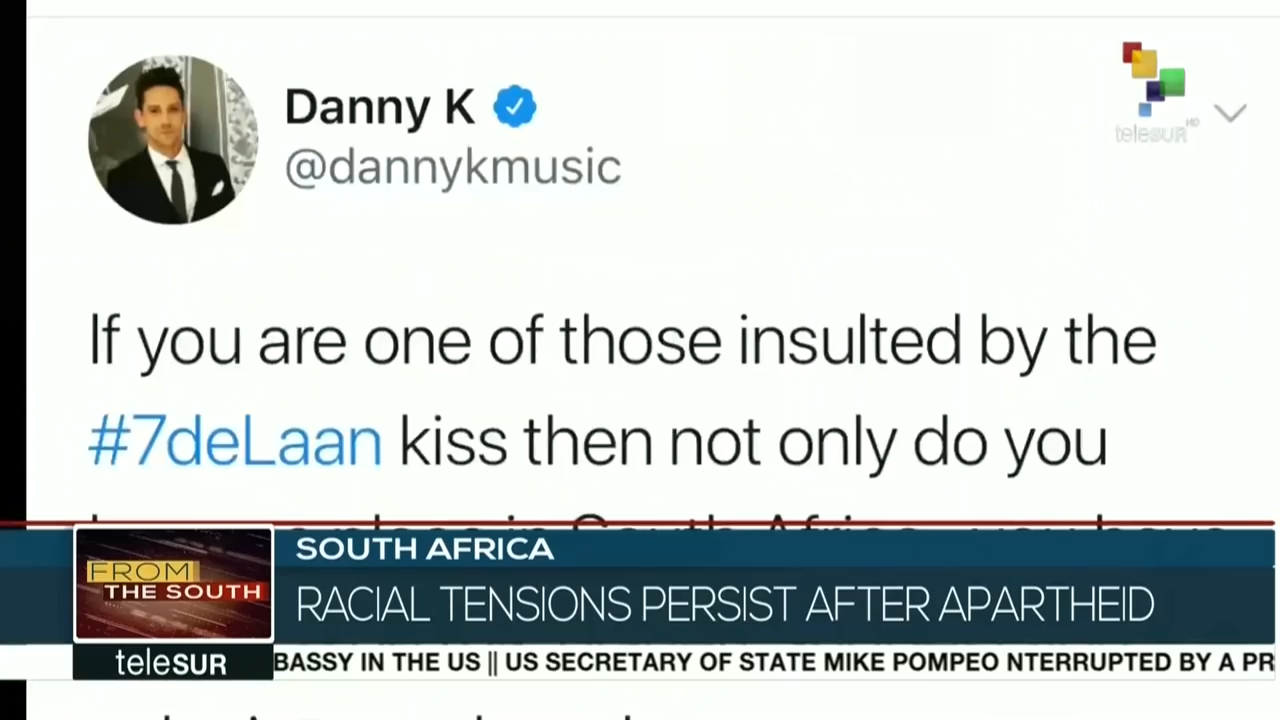 Danny K
@dannykmusic
telesur HD
If you are one of those insulted by the
#7deLaan kiss then not only do you
FROM
THE SOUTH
SOUTH AFRICA
RACIAL TENSIONS PERSIST AFTER APARTHEID
teleSUR
BASSY IN THE US || US SECRETARY OF STATE MIKE POMPEO NTERRUPTED BY A PR